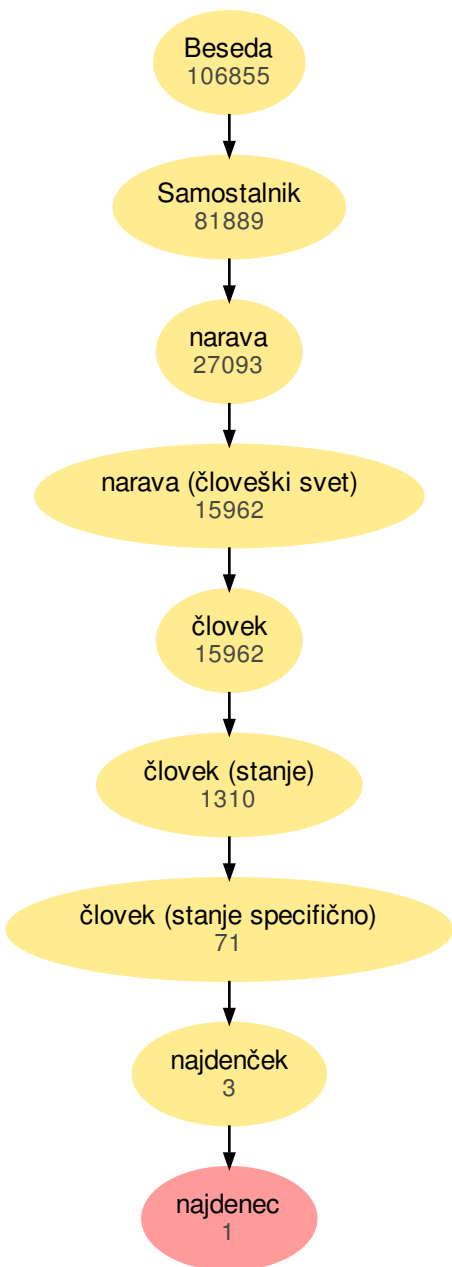 Beseda
106855
Samostalnik
81889
narava
27093
narava (človeški svet)
15962
človek
15962
človek (stanje)
1310
človek (stanje specifično)
71
najdenček
3
najdenec
1